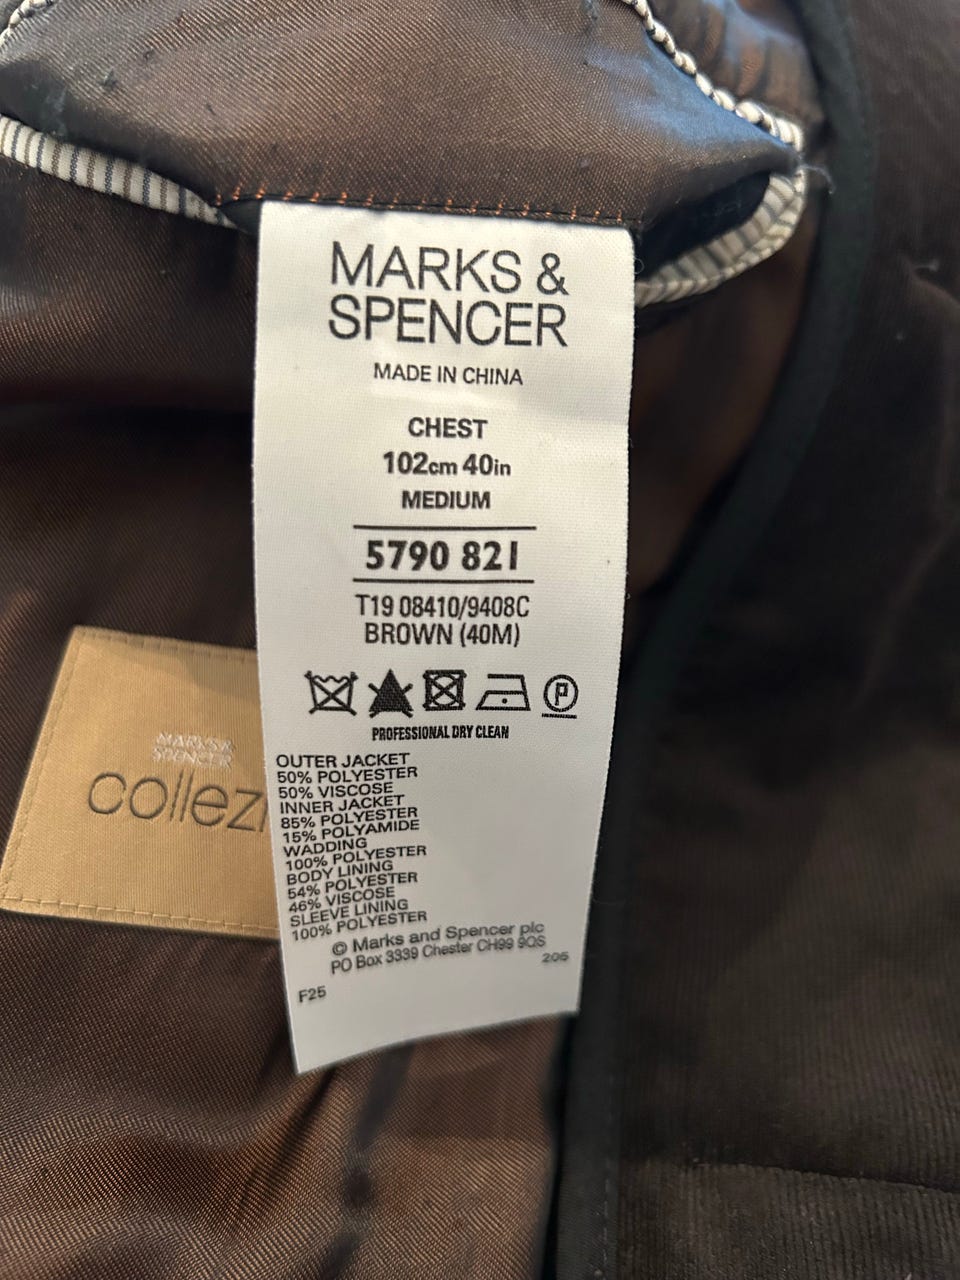 MARKS &
SPENCER
MADE IN CHINA
CHEST
102cm 40in
MEDIUM
5790 821
T19 08410/9408C
BROWN (40M)
P
PROFESSIONAL DRY CLEAN
OUTER JACKET
50% POLYESTER
50% VISCOSE
INNER JACKET
85% POLYESTER
15% POLYAMIDE
WADDING
100% POLYESTER
BODY LINING
54% POLYESTER
46% VISCOSE
SLEEVE LINING
100% POLYESTER
© Marks and Spencer plc
PO Box 3339 Chester CH99 9QS
205
F25
MARKS &
SPENCER
collezi